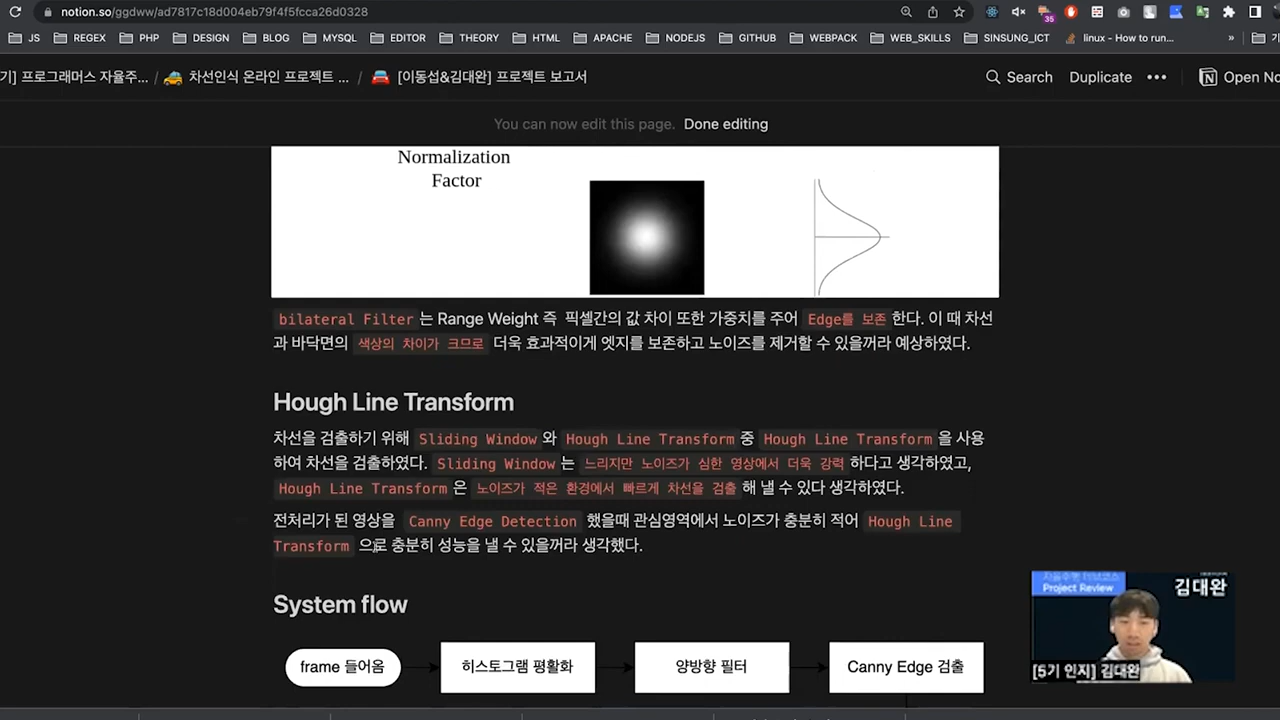 notion.so/ggdww/ad7817c18d004eb79f4f5fcca26d0328
35
JS REGEX PHP DESIGN BLOG MYSQL EDITOR THEORY HTML APACHE NODEJS GITHUB WEBPACK WEB_SKILLS SINSUNG_ICT linux - How to run... »
기] 프로그래머스 자율주... / 차선인식 온라인 프로젝트 ... / [이동섭&김대완] 프로젝트 보고서 Search Duplicate ••• Open No
You can now edit this page. Done editing
Normalization
Factor
bilateral Filter 는 Range Weight 즉 픽셀간의 값 차이 또한 가중치를 주어 Edge를 보존 한다. 이 때 차선
과 바닥면의 색상의 차이가 크므로 더욱 효과적이게 엣지를 보존하고 노이즈를 제거할 수 있을꺼라 예상하였다.
Hough Line Transform
차선을 검출하기 위해 Sliding Window 와 Hough Line Transform 중 Hough Line Transform 을 사용
하여 차선을 검출하였다. Sliding Window 는 느리지만 노이즈가 심한 영상에서 더욱 강력 하다고 생각하였고,
Hough Line Transform 은 노이즈가 적은 환경에서 빠르게 차선을 검출 해 낼 수 있다 생각하였다.
전처리가 된 영상을 Canny Edge Detection 했을때 관심영역에서 노이즈가 충분히 적어 Hough Line
Transform 으로 충분히 성능을 낼 수 있을꺼라 생각했다.
System flow
frame 들어옴 히스토그램 평활화 양방향 필터 Canny Edge 검출
자율주행 데브코스
Project Review
김대완
[5기 인지] 김대완